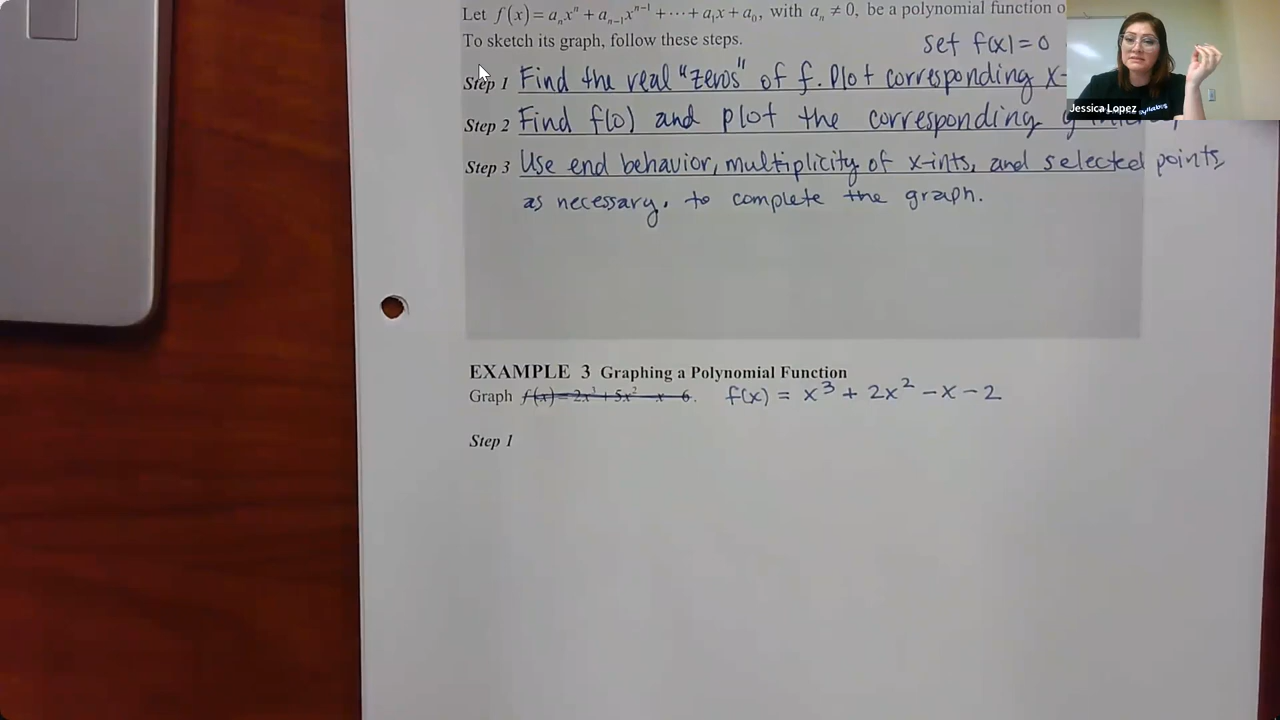 Let f(x) = aₙxⁿ + aₙ₋₁xⁿ⁻¹ + ⋯ + a₁x + a₀, with aₙ ≠ 0, be a polynomial function o
To sketch its graph, follow these steps.
set f(x) = 0
Step 1 Find the real "zeros" of f. Plot corresponding x-
Step 2 Find f(0) and plot the corresponding
Step 3 Use end behavior, multiplicity of x-ints, and selected points,
as necessary, to complete the graph.
Jessica Lopez
EXAMPLE 3 Graphing a Polynomial Function
Graph f(x) = 2x³ + 5x² − x − 6. f(x) = x³ + 2x² − x − 2
Step 1